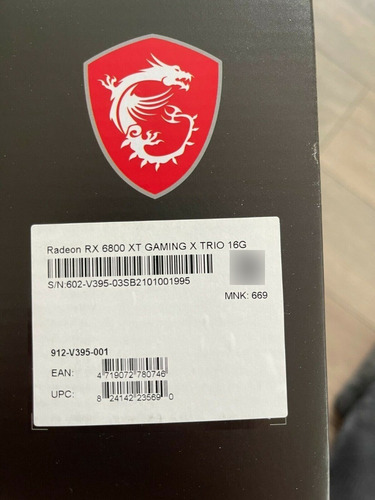 Radeon RX 6800 XT GAMING X TRIO 16G
S/N:602-V395-03SB2101001995
MNK: 669
912-V395-001
EAN: 4 719072 780746
UPC: 8 24142 23569 0